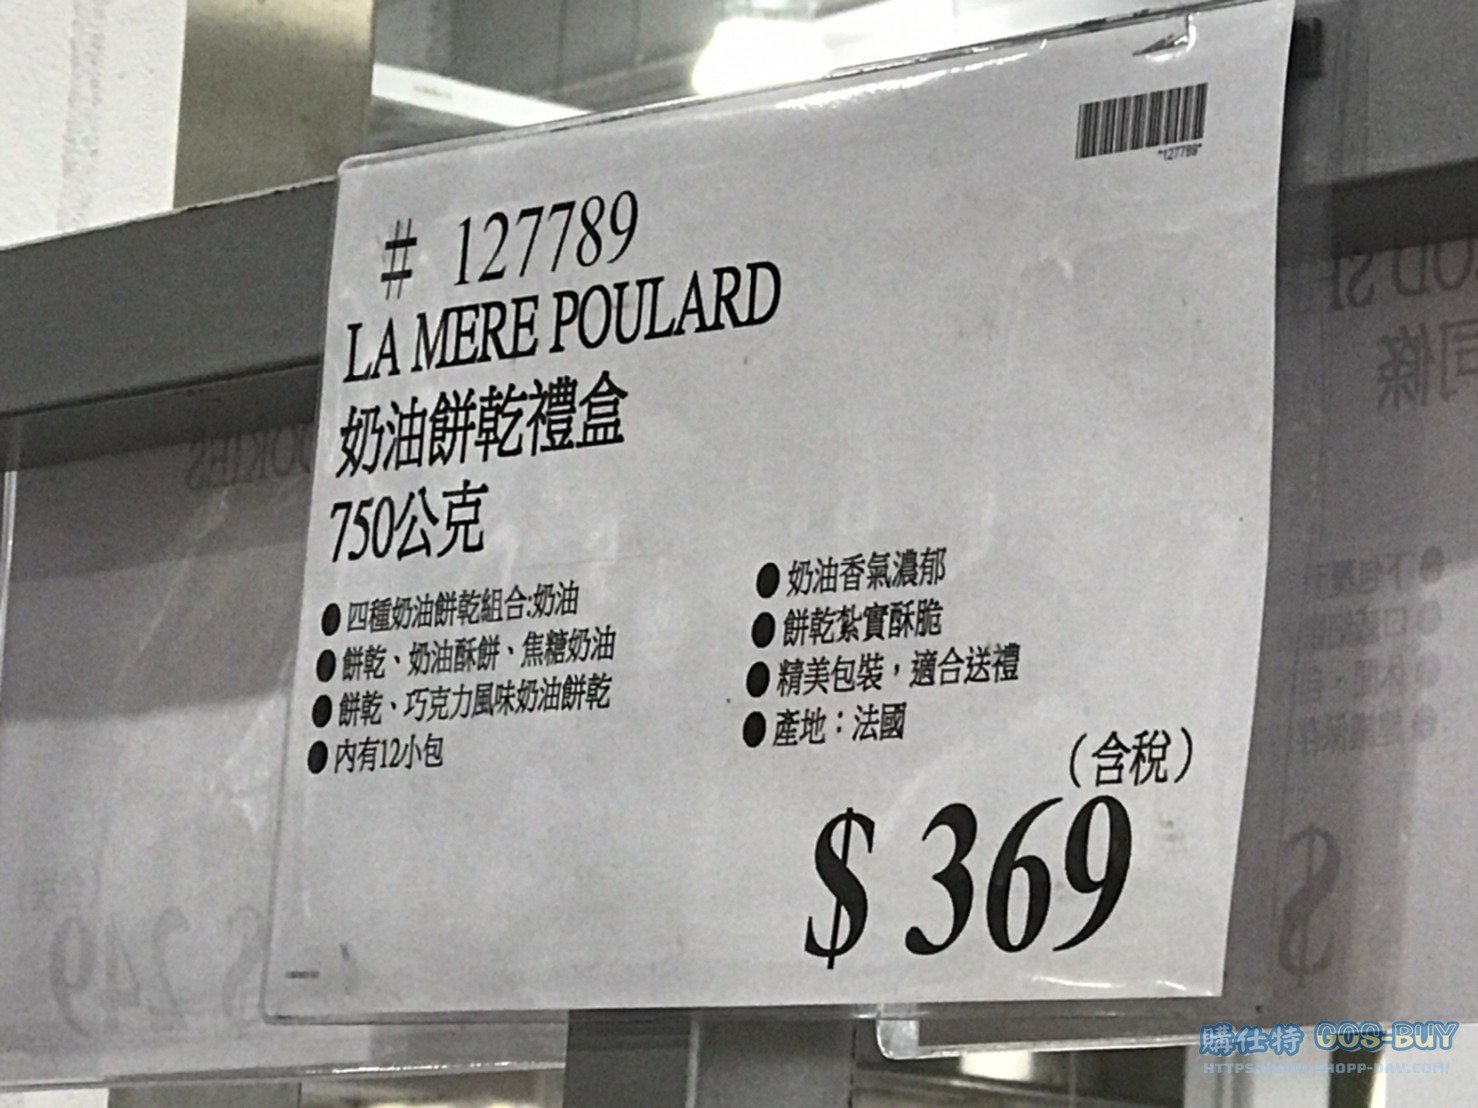 *127789*
# 127789
LA MERE POULARD
奶油餅乾禮盒
750公克
●四種奶油餅乾組合:奶油
●餅乾、奶油酥餅、焦糖奶油
●餅乾、巧克力風味奶油餅乾
●內有12小包
●奶油香氣濃郁
●餅乾紮實酥脆
●精美包裝，適合送禮
●產地：法國
(含稅)
$ 369
$ 249
購仕特 COS-BUY